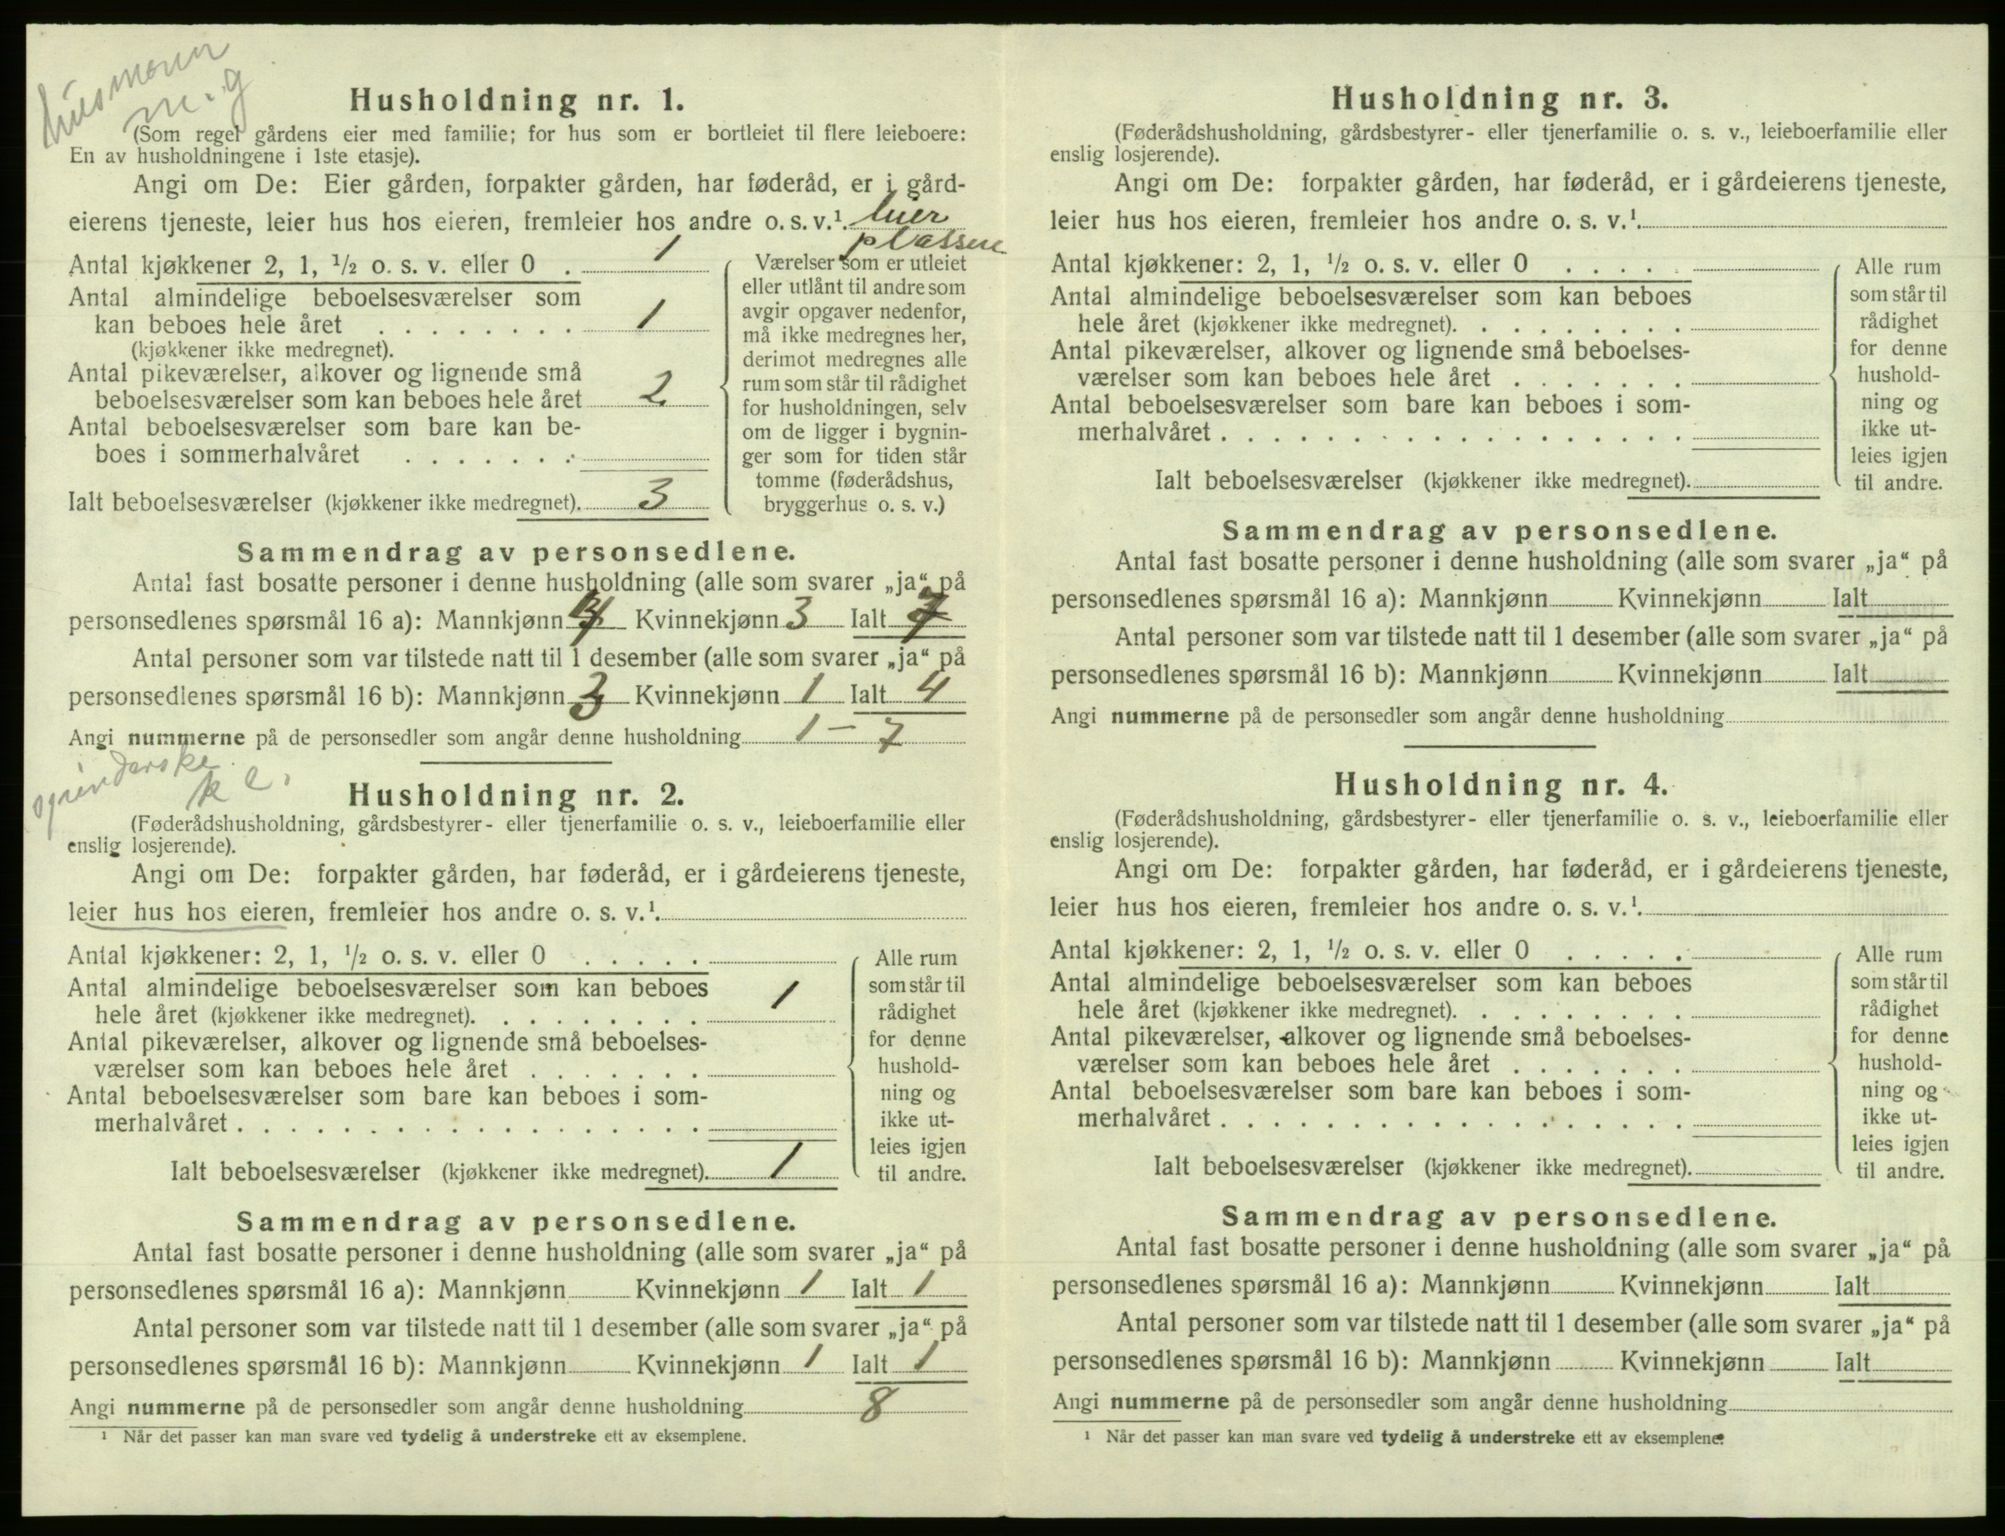 husmann
m. g
Husholdning nr. 1.
(Som regel gårdens eier med familie; for hus som er bortleiet til flere leieboere:
En av husholdningene i 1ste etasje).
Angi om De: Eier gården, forpakter gården, har føderåd, er i gård-
eierens tjeneste, leier hus hos eieren, fremleier hos andre o. s. v.¹. luer
plassen
Antal kjøkkener 2, 1, ½ o. s. v. eller 0 . 1
Antal almindelige beboelsesværelser som
kan beboes hele året . . . . . . . . 1
(kjøkkener ikke medregnet).
Antal pikeværelser, alkover og lignende små
beboelsesværelser som kan beboes hele året 2
Antal beboelsesværelser som bare kan be-
boes i sommerhalvåret . . . . . . .
Ialt beboelsesværelser (kjøkkener ikke medregnet). 3
Værelser som er utleiet
eller utlånt til andre som
avgir opgaver nedenfor,
må ikke medregnes her,
derimot medregnes alle
rum som står til rådighet
for husholdningen, selv
om de ligger i bygnin-
ger som for tiden står
tomme (føderådshus,
bryggerhus o. s. v.)
Sammendrag av personsedlene.
Antal fast bosatte personer i denne husholdning (alle som svarer „ja“ på
personsedlenes spørsmål 16 a): Mannkjønn 4 Kvinnekjønn 3 Ialt 7
Antal personer som var tilstede natt til 1 desember (alle som svarer „ja“ på
personsedlenes spørsmål 16 b): Mannkjønn 3 Kvinnekjønn 1 Ialt 4
Angi nummerne på de personsedler som angår denne husholdning 1 – 7
spinderske
k e.
Husholdning nr. 2.
(Føderådshusholdning, gårdsbestyrer- eller tjenerfamilie o. s. v., leieboerfamilie eller
enslig losjerende).
Angi om De: forpakter gården, har føderåd, er i gårdeierens tjeneste,
leier hus hos eieren, fremleier hos andre o. s. v.¹.
Antal kjøkkener: 2, 1, ½ o. s. v. eller 0 . . . . .
Antal almindelige beboelsesværelser som kan beboes
hele året (kjøkkener ikke medregnet). . . . . . . . . 1
Antal pikeværelser, alkover og lignende små beboelses-
værelser som kan beboes hele året . . . . . . .
Antal beboelsesværelser som bare kan beboes i som-
merhalvåret . . . . . . . . . . . . . . . . . .
Ialt beboelsesværelser (kjøkkener ikke medregnet). 1
Alle rum
som står til
rådighet
for denne
hushold-
ning og
ikke ut-
leies igjen
til andre.
Sammendrag av personsedlene.
Antal fast bosatte personer i denne husholdning (alle som svarer „ja“ på
personsedlenes spørsmål 16 a): Mannkjønn Kvinnekjønn 1 Ialt 1
Antal personer som var tilstede natt til 1 desember (alle som svarer „ja“ på
personsedlenes spørsmål 16 b): Mannkjønn Kvinnekjønn 1 Ialt 1
Angi nummerne på de personsedler som angår denne husholdning 8
¹ Når det passer kan man svare ved tydelig å understreke ett av eksemplene.
Husholdning nr. 3.
(Føderådshusholdning, gårdsbestyrer- eller tjenerfamilie o. s. v., leieboerfamilie eller
enslig losjerende).
Angi om De: forpakter gården, har føderåd, er i gårdeierens tjeneste,
leier hus hos eieren, fremleier hos andre o. s. v.¹.
Antal kjøkkener: 2, 1, ½ o. s. v. eller 0 . . . . .
Antal almindelige beboelsesværelser som kan beboes
hele året (kjøkkener ikke medregnet). . . . . . . . .
Antal pikeværelser, alkover og lignende små beboelses-
værelser som kan beboes hele året . . . . . . .
Antal beboelsesværelser som bare kan beboes i som-
merhalvåret . . . . . . . . . . . . . . . . . .
Ialt beboelsesværelser (kjøkkener ikke medregnet).
Alle rum
som står til
rådighet
for denne
hushold-
ning og
ikke ut-
leies igjen
til andre.
Sammendrag av personsedlene.
Antal fast bosatte personer i denne husholdning (alle som svarer „ja“ på
personsedlenes spørsmål 16 a): Mannkjønn Kvinnekjønn Ialt
Antal personer som var tilstede natt til 1 desember (alle som svarer „ja“ på
personsedlenes spørsmål 16 b): Mannkjønn Kvinnekjønn Ialt
Angi nummerne på de personsedler som angår denne husholdning
Husholdning nr. 4.
(Føderådshusholdning, gårdsbestyrer- eller tjenerfamilie o. s. v., leieboerfamilie eller
enslig losjerende).
Angi om De: forpakter gården, har føderåd, er i gårdeierens tjeneste,
leier hus hos eieren, fremleier hos andre o. s. v.¹.
Antal kjøkkener: 2, 1, ½ o. s. v. eller 0 . . . . .
Antal almindelige beboelsesværelser som kan beboes
hele året (kjøkkener ikke medregnet). . . . . . . . .
Antal pikeværelser, alkover og lignende små beboelses-
værelser som kan beboes hele året . . . . . . .
Antal beboelsesværelser som bare kan beboes i som-
merhalvåret . . . . . . . . . . . . . . . . . .
Ialt beboelsesværelser (kjøkkener ikke medregnet).
Alle rum
som står til
rådighet
for denne
hushold-
ning og
ikke ut-
leies igjen
til andre.
Sammendrag av personsedlene.
Antal fast bosatte personer i denne husholdning (alle som svarer „ja“ på
personsedlenes spørsmål 16 a): Mannkjønn Kvinnekjønn Ialt
Antal personer som var tilstede natt til 1 desember (alle som svarer „ja“ på
personsedlenes spørsmål 16 b): Mannkjønn Kvinnekjønn Ialt
Angi nummerne på de personsedler som angår denne husholdning
¹ Når det passer kan man svare ved tydelig å understreke ett av eksemplene.